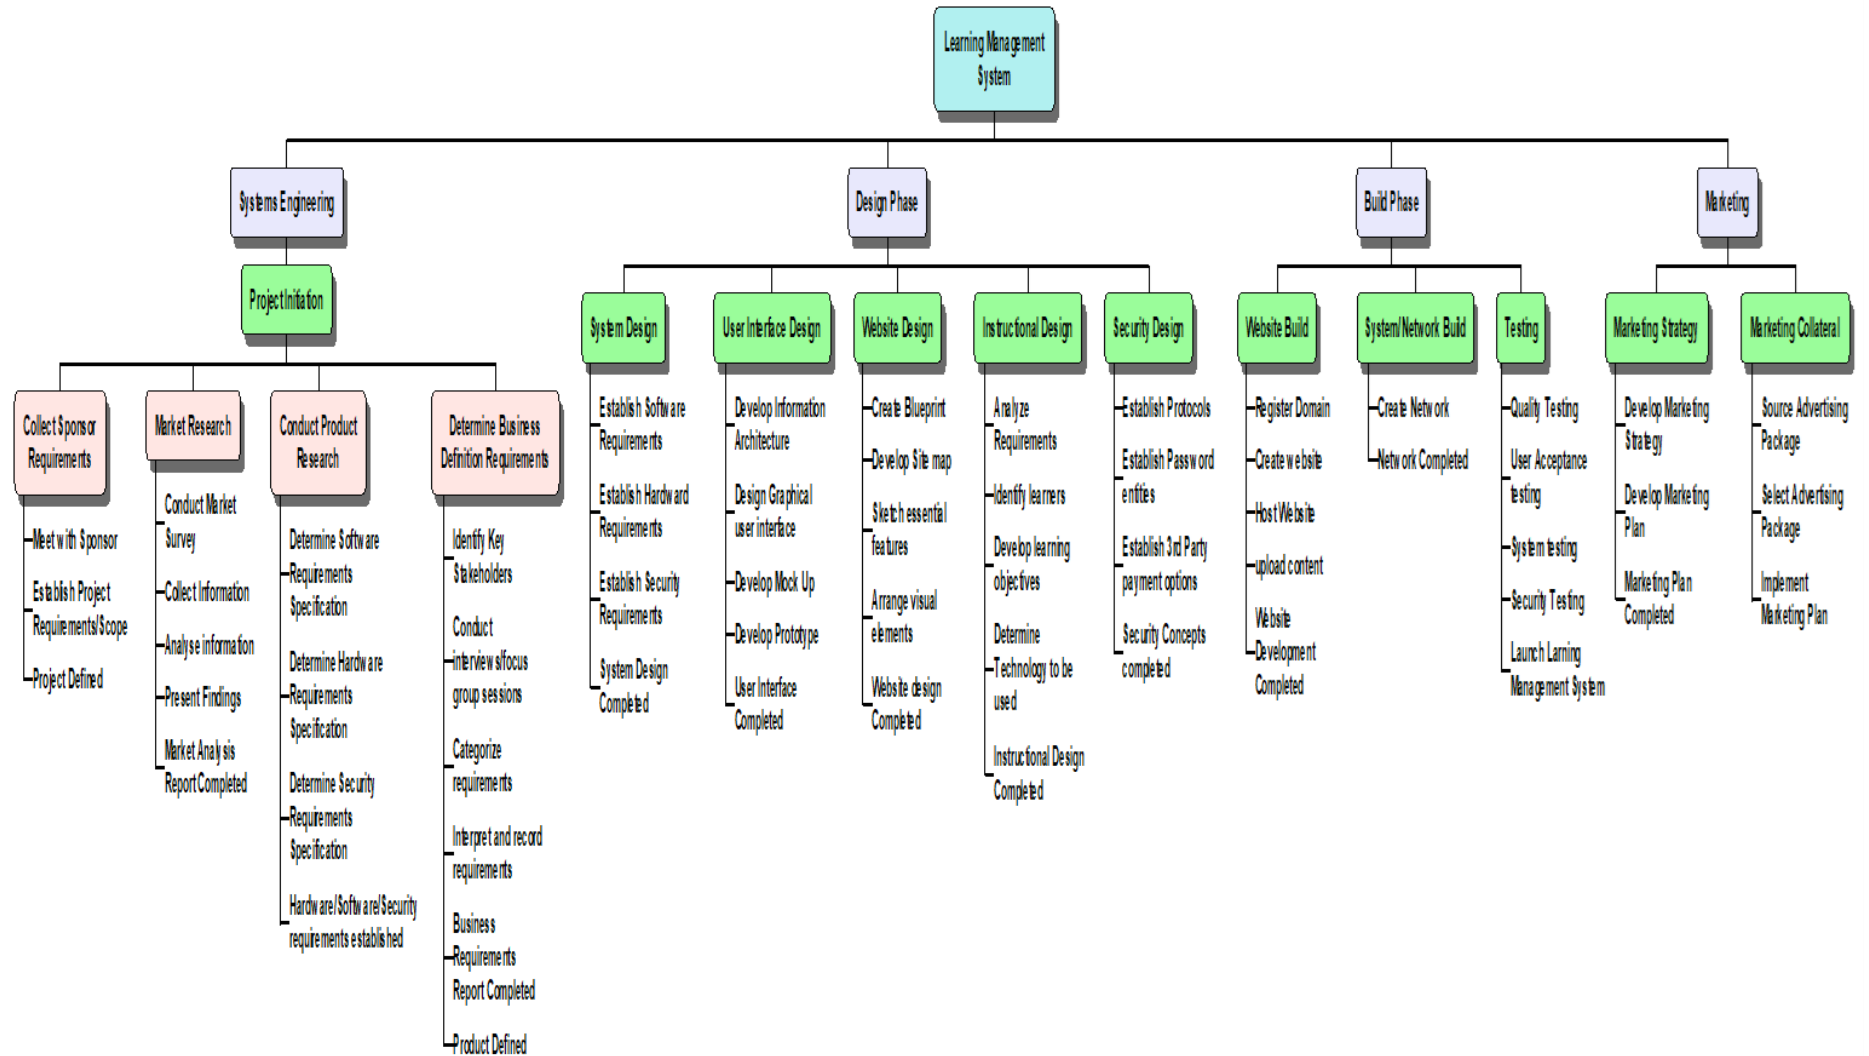 Learning Management
System
Systems Engineering
Design Phase
Build Phase
Marketing
Project Initiation
System Design
User Interface Design
Website Design
Instructional Design
Security Design
Website Build
System/Network Build
Testing
Marketing Strategy
Marketing Collateral
Collect Sponsor
Requirements
Market Research
Conduct Product
Research
Determine Business
Definition Requirements
Meet with Sponsor
Establish Project
Requirements/Scope
Project Defined
Conduct Market
Survey
Collect Information
Analyse information
Present Findings
Market Analysis
Report Completed
Determine Software
Requirements
Specification
Determine Hardware
Requirements
Specification
Determine Security
Requirements
Specification
Hardware/Software/Security
requirements established
Identify Key
Stakeholders
Conduct
interviews/focus
group sessions
Categorize
requirements
Interpret and record
requirements
Business
Requirements
Report Completed
Product Defined
Establish Software
Requirements
Establish Hardward
Requirements
Establish Security
Requirements
System Design
Completed
Develop Information
Architecture
Design Graphical
user interface
Develop Mock Up
Develop Prototype
User Interface
Completed
Create Blueprint
Develop Site map
Sketch essential
features
Arrange visual
elements
Website design
Completed
Analyze
Requirements
Identify learners
Develop learning
objectives
Determine
Technology to be
used
Instructional Design
Completed
Establish Protocols
Establish Password
entities
Establish 3rd Party
payment options
Security Concepts
completed
Register Domain
Create website
Host Website
upload content
Website
Development
Completed
Create Network
Network Completed
Quality Testing
User Acceptance
testing
System testing
Security Testing
Launch Larning
Management System
Develop Marketing
Strategy
Develop Marketing
Plan
Marketing Plan
Completed
Source Advertising
Package
Select Advertising
Package
Implement
Marketing Plan